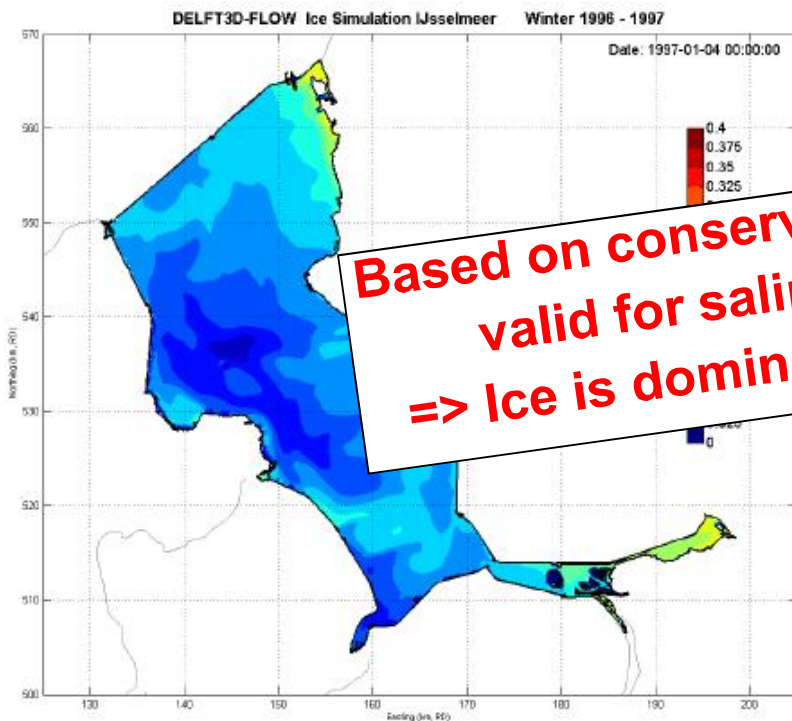 DELFT3D-FLOW Ice Simulation IJsselmeer Winter 1996 - 1997
Date: 1997-01-04 00:00:00
570
560
550
540
530
520
510
500
Northing (km, RD)
0.4
0.375
0.35
0.325
0
Based on conserv
valid for salin
=> Ice is domin
130 140 150 160 170 180 190 200
Easting (km, RD)